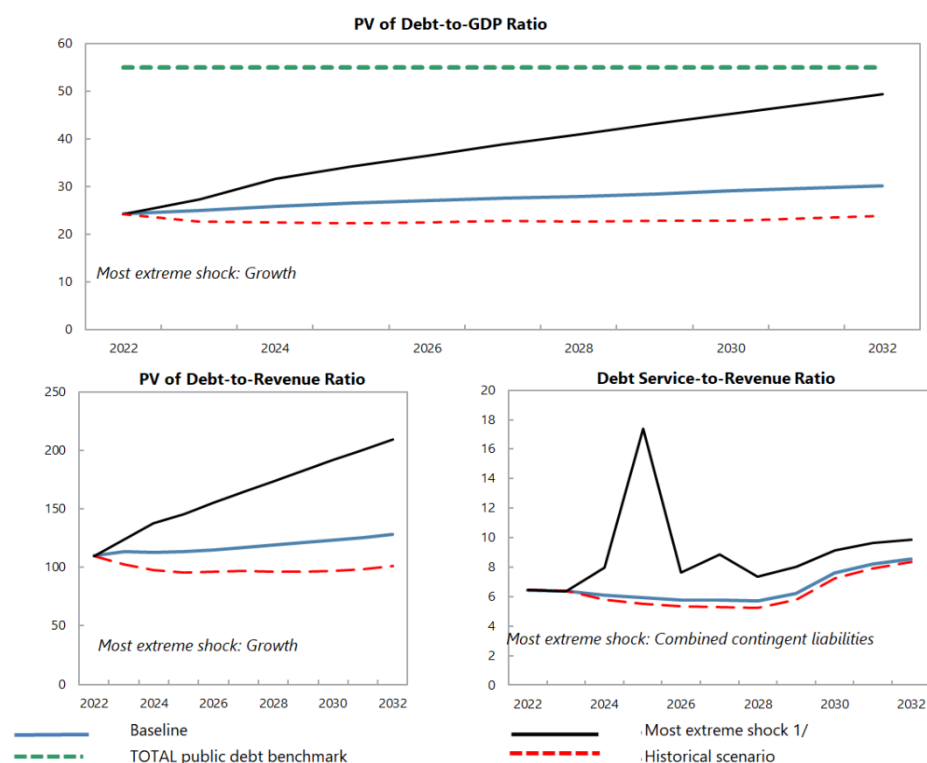 PV of Debt-to-GDP Ratio
60
50
40
30
20
10
0
Most extreme shock: Growth
2022 2024 2026 2028 2030 2032
PV of Debt-to-Revenue Ratio
250
200
150
100
50
0
Most extreme shock: Growth
2022 2024 2026 2028 2030 2032
Debt Service-to-Revenue Ratio
20
18
16
14
12
10
8
6
4
2
0
Most extreme shock: Combined contingent liabilities
2022 2024 2026 2028 2030 2032
Baseline
Most extreme shock 1/
TOTAL public debt benchmark
Historical scenario